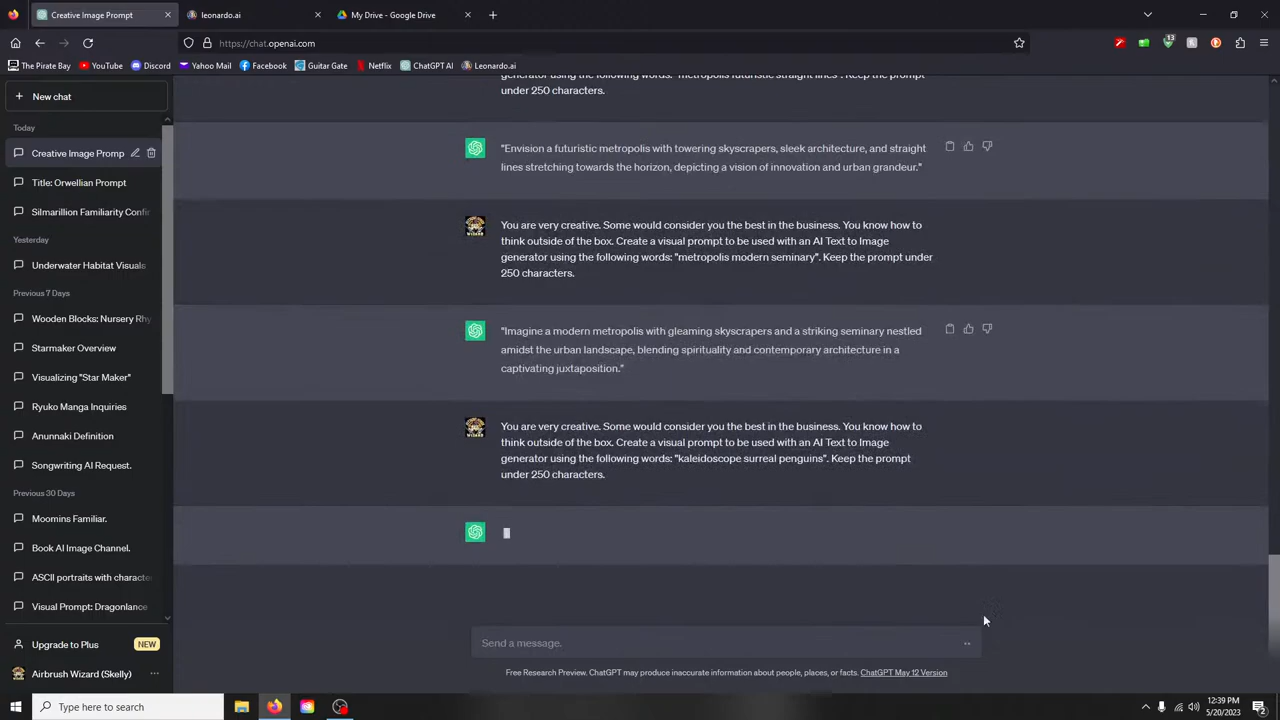 Creative Image Prompt
leonardo.ai
My Drive - Google Drive
https://chat.openai.com
13
The Pirate Bay
YouTube
Discord
Yahoo Mail
Facebook
Guitar Gate
Netflix
ChatGPT AI
Leonardo.ai
New chat
Today
Creative Image Promp
Title: Orwellian Prompt
Silmarillion Familiarity Confir
Yesterday
Underwater Habitat Visuals
Previous 7 Days
Wooden Blocks: Nursery Rhy
Starmaker Overview
Visualizing "Star Maker"
Ryuko Manga Inquiries
Anunnaki Definition
Songwriting AI Request.
Previous 30 Days
Moomins Familiar.
Book AI Image Channel.
ASCII portraits with characte
Visual Prompt: Dragonlance
Upgrade to Plus
NEW
Airbrush Wizard (Skelly)
generator using the following words: "metropolis futuristic straight lines". Keep the prompt
under 250 characters.
"Envision a futuristic metropolis with towering skyscrapers, sleek architecture, and straight
lines stretching towards the horizon, depicting a vision of innovation and urban grandeur."
You are very creative. Some would consider you the best in the business. You know how to
think outside of the box. Create a visual prompt to be used with an AI Text to Image
generator using the following words: "metropolis modern seminary". Keep the prompt under
250 characters.
"Imagine a modern metropolis with gleaming skyscrapers and a striking seminary nestled
amidst the urban landscape, blending spirituality and contemporary architecture in a
captivating juxtaposition."
You are very creative. Some would consider you the best in the business. You know how to
think outside of the box. Create a visual prompt to be used with an AI Text to Image
generator using the following words: "kaleidoscope surreal penguins". Keep the prompt
under 250 characters.
Send a message.
Free Research Preview. ChatGPT may produce inaccurate information about people, places, or facts. ChatGPT May 12 Version
Type here to search
12:39 PM
5/20/2023
2